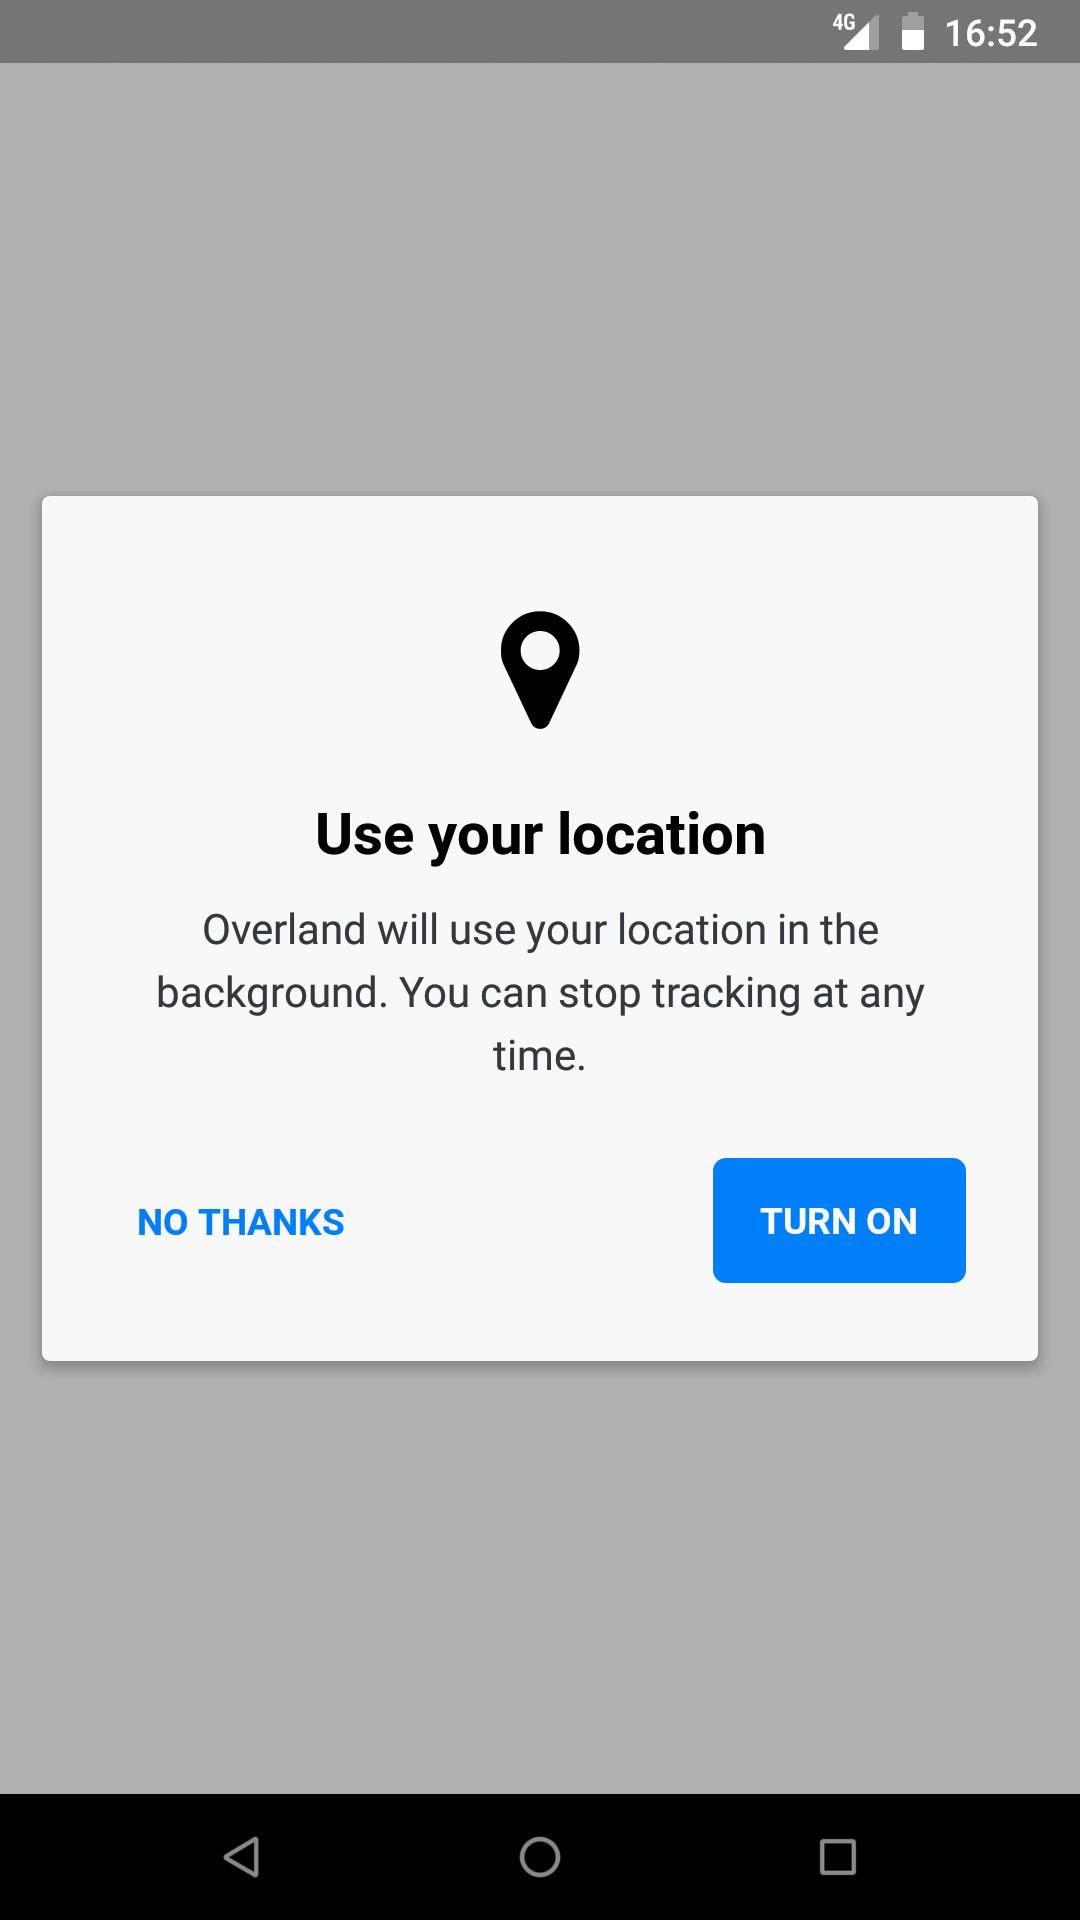 4G 16:52
Use your location
Overland will use your location in the
background. You can stop tracking at any
time.
NO THANKS
TURN ON